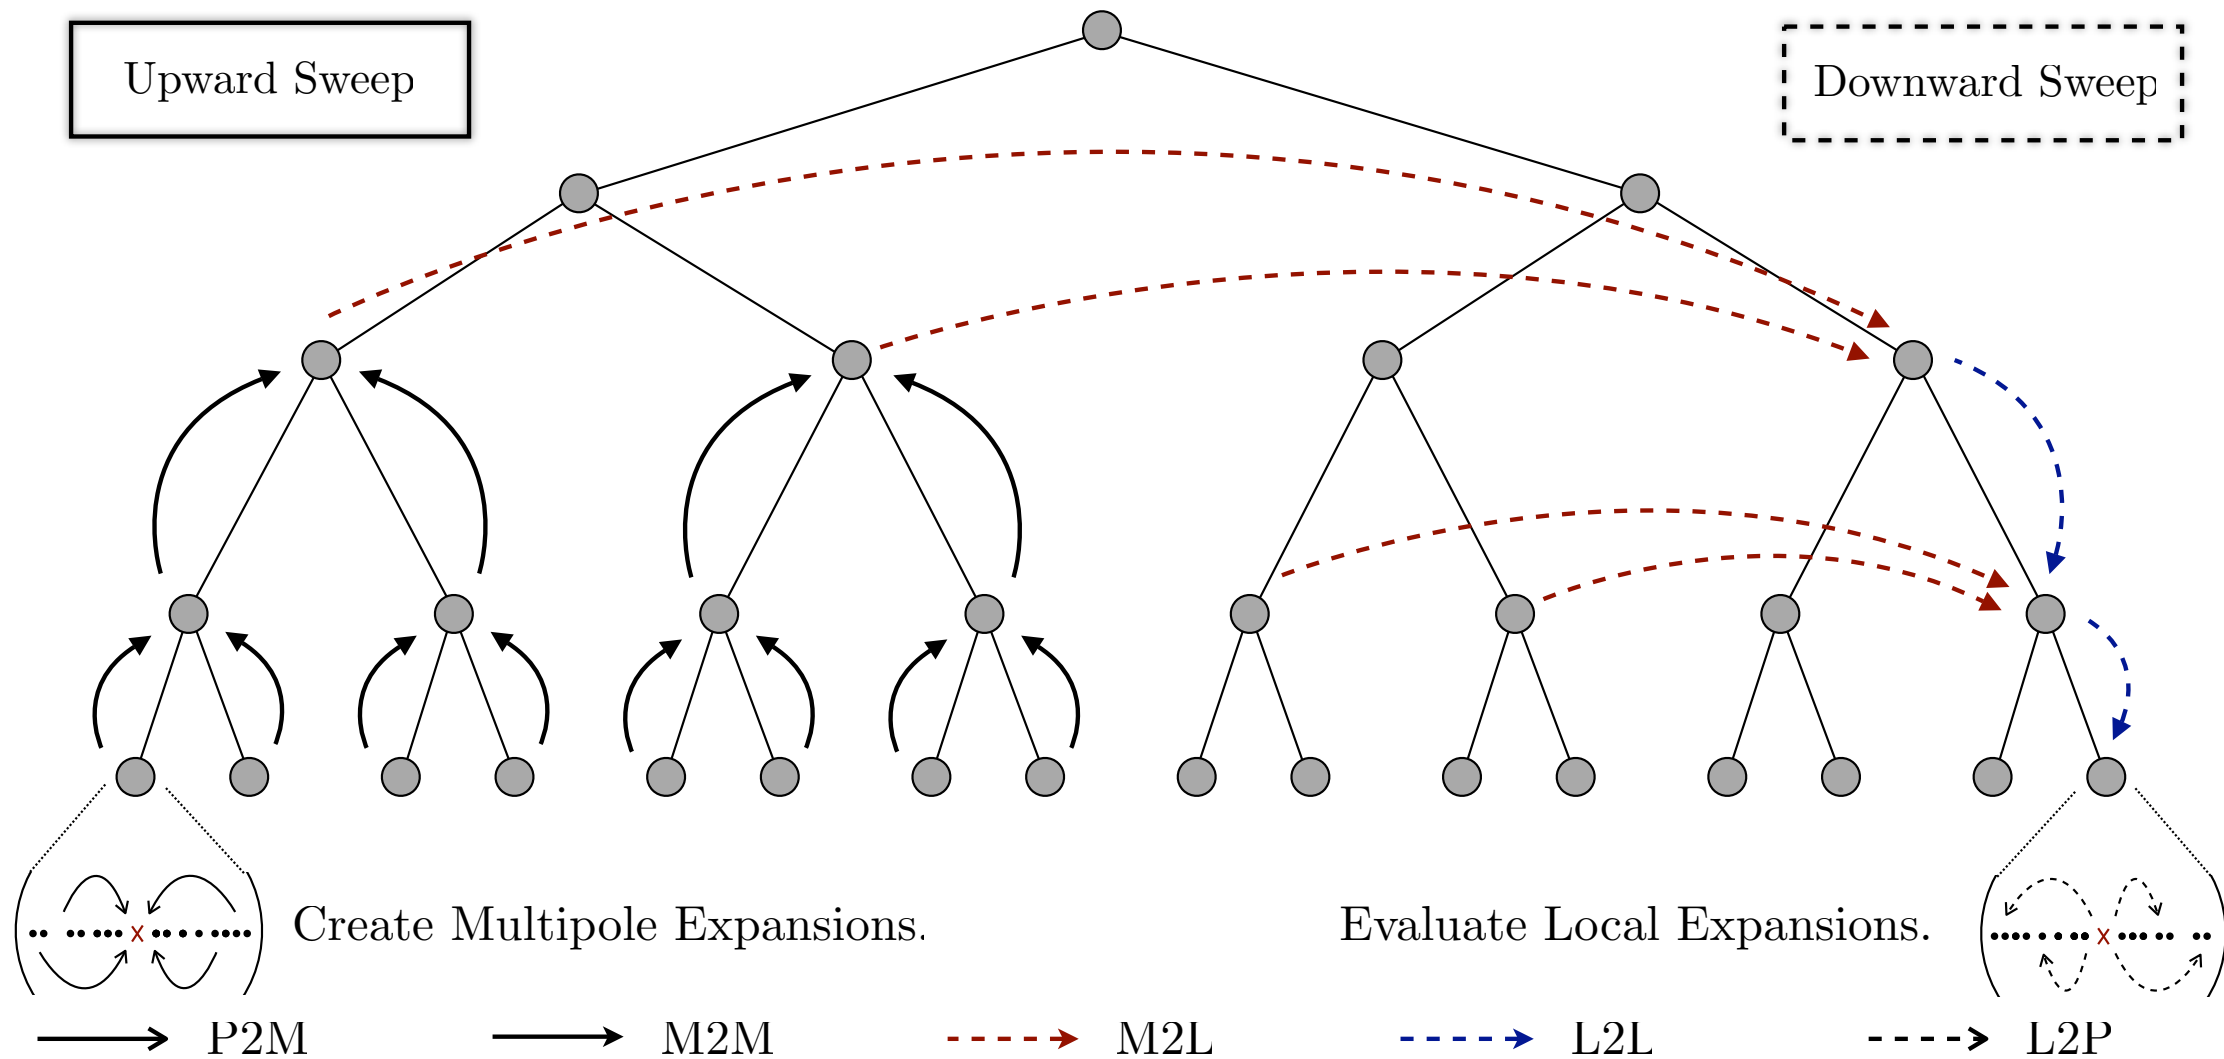 Upward Sweep
Downward Sweep
x
x
Create Multipole Expansions.
Evaluate Local Expansions.
P2M
M2M
M2L
L2L
L2P